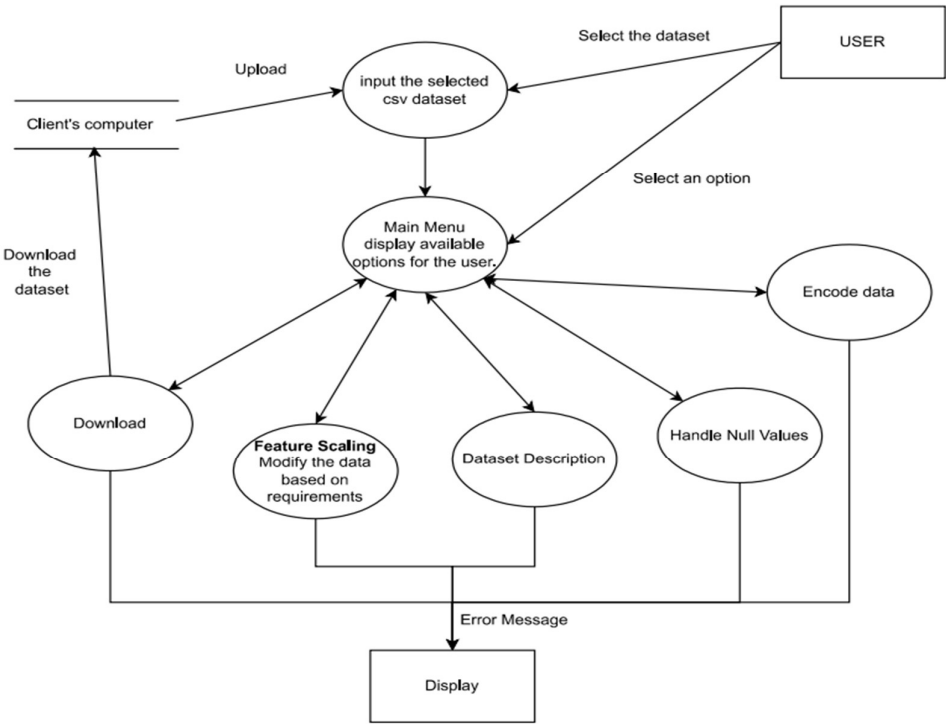 Select the dataset
USER
Upload
input the selected
csv dataset
Client's computer
Select an option
Main Menu
display available
options for the user.
Download
the
dataset
Encode data
Download
Feature Scaling
Modify the data
based on
requirements
Dataset Description
Handle Null Values
Error Message
Display